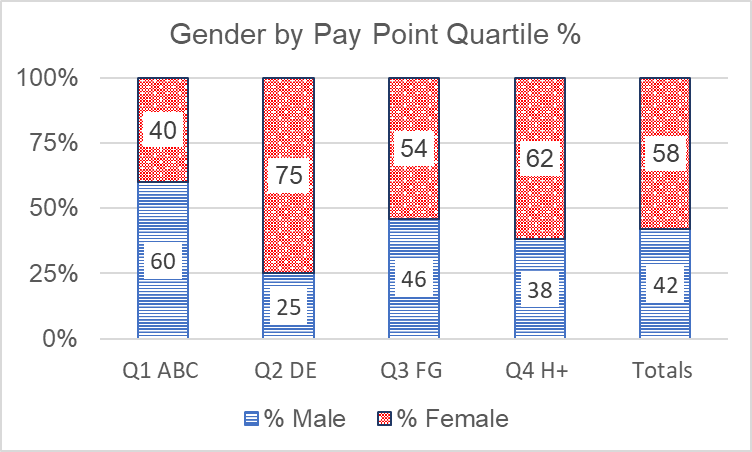 Gender by Pay Point Quartile %
100%
75%
50%
25%
0%
40
75
54
62
58
60
25
46
38
42
Q1 ABC
Q2 DE
Q3 FG
Q4 H+
Totals
% Male
% Female